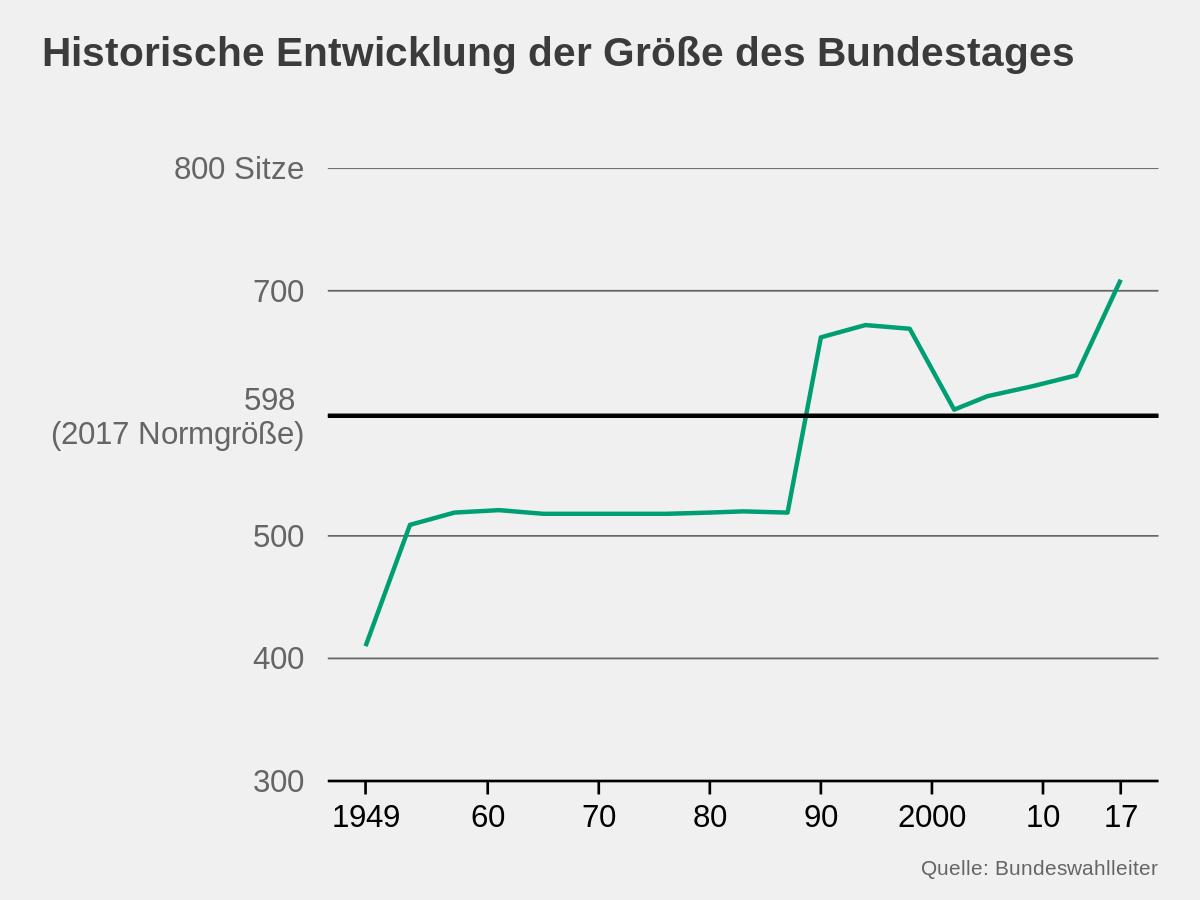 Historische Entwicklung der Größe des Bundestages
800 Sitze
700
598
(2017 Normgröße)
500
400
300
1949 60 70 80 90 2000 10 17
Quelle: Bundeswahlleiter